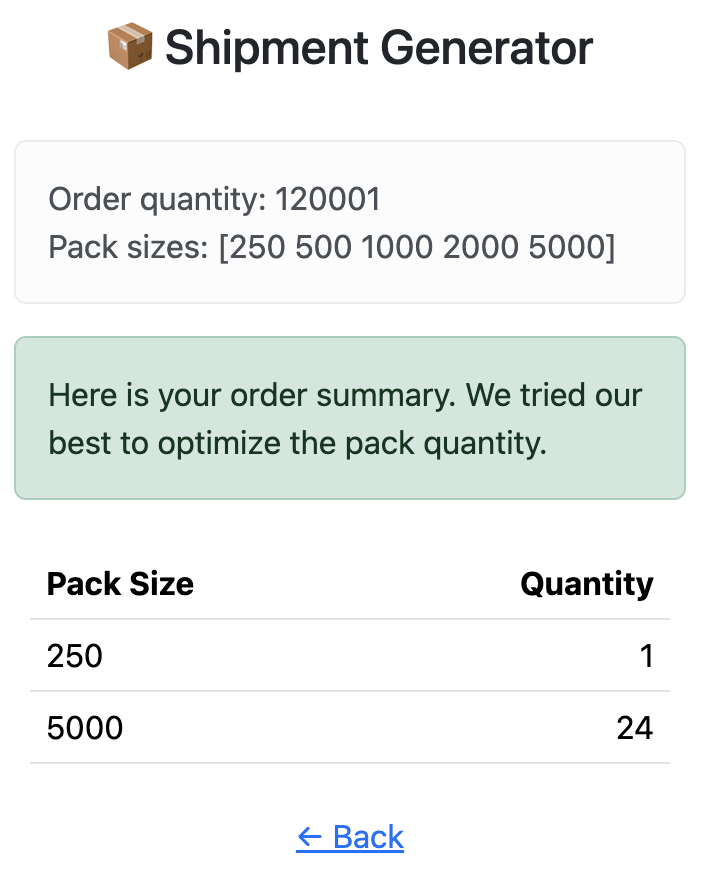 📦 Shipment Generator
Order quantity: 120001
Pack sizes: [250 500 1000 2000 5000]
Here is your order summary. We tried our
best to optimize the pack quantity.
Pack Size Quantity
250 1
5000 24
← Back